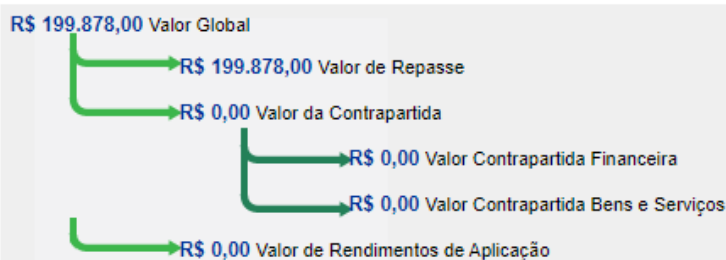 R$ 199.878,00 Valor Global
R$ 199.878,00 Valor de Repasse
R$ 0,00 Valor da Contrapartida
R$ 0,00 Valor Contrapartida Financeira
R$ 0,00 Valor Contrapartida Bens e Serviços
R$ 0,00 Valor de Rendimentos de Aplicação